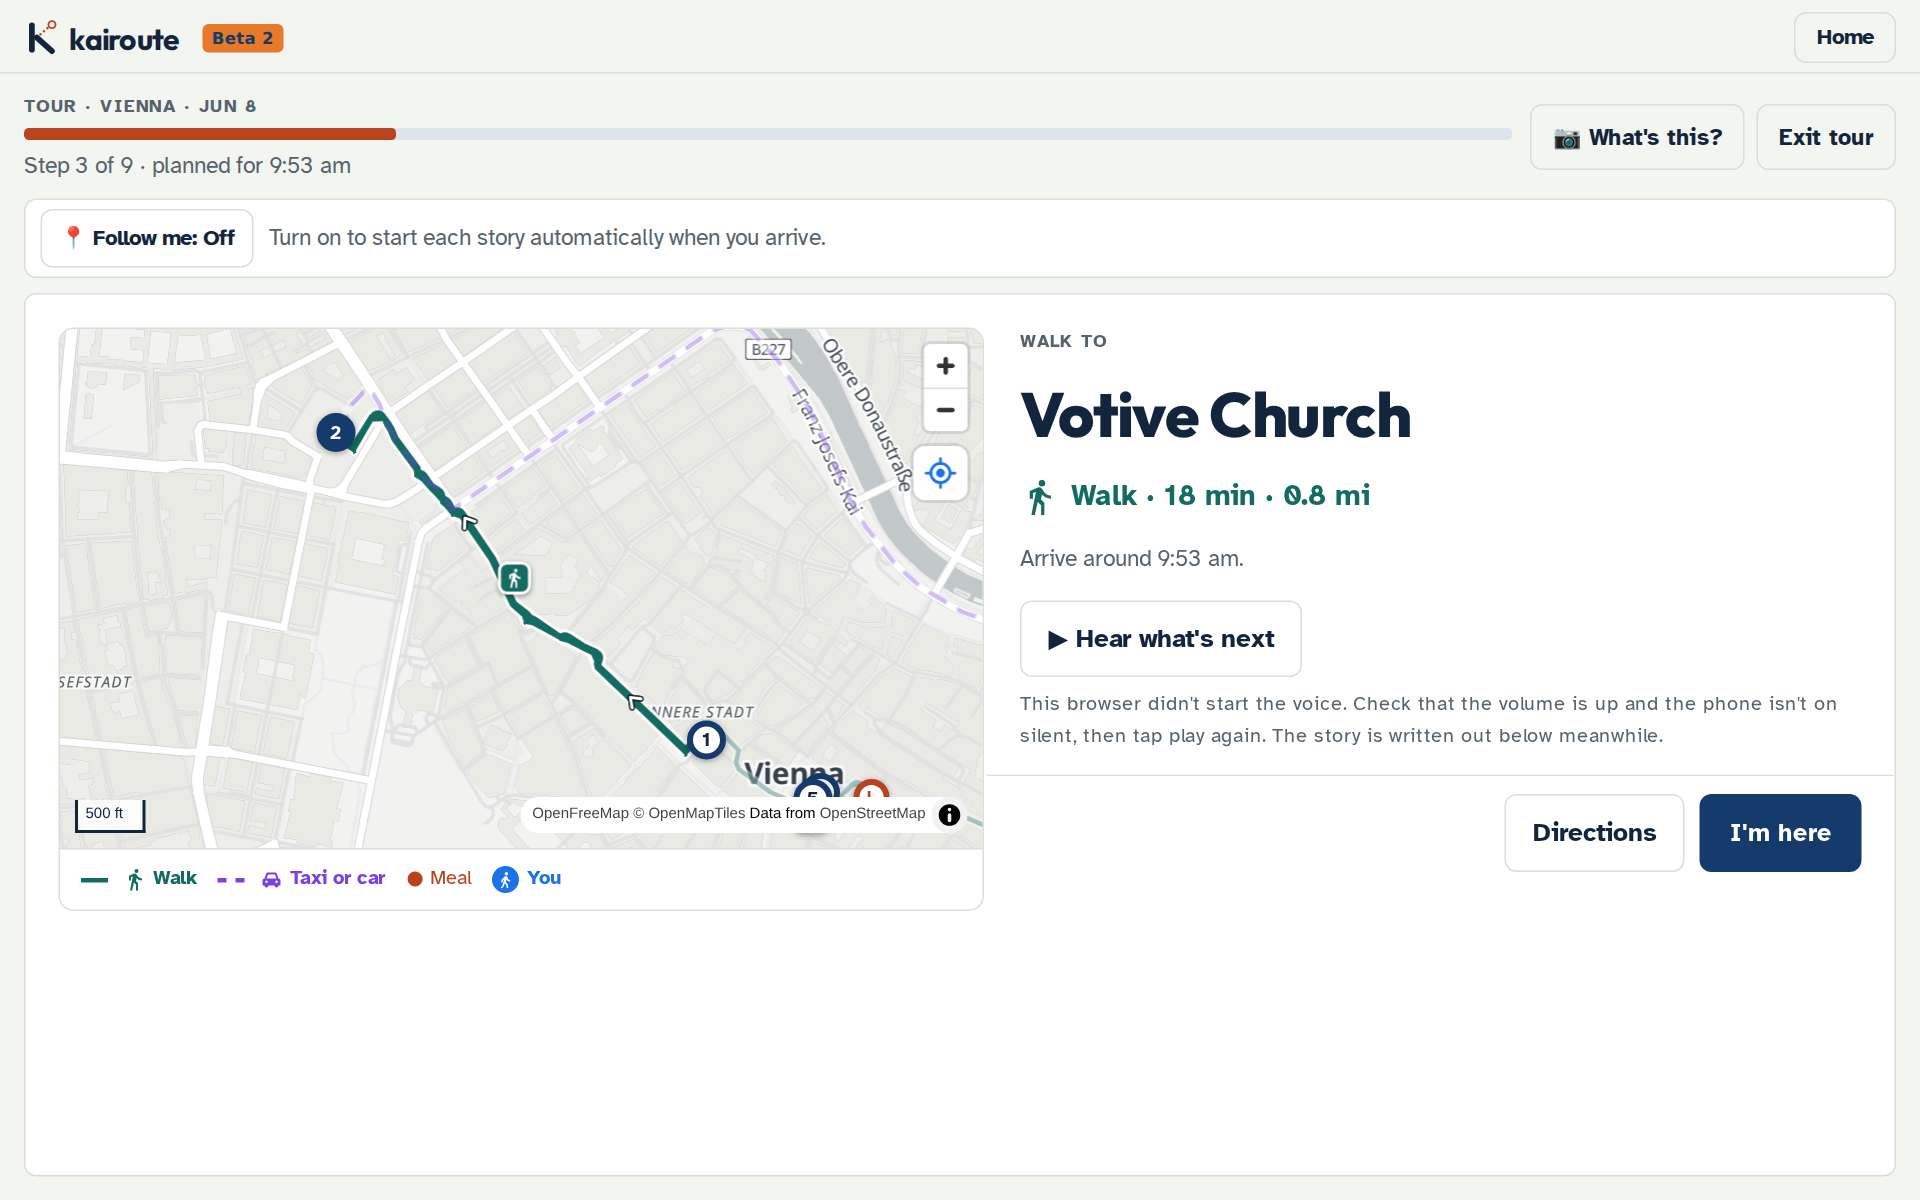 kairoute
Beta 2
Home
TOUR · VIENNA · JUN 8
Step 3 of 9 · planned for 9:53 am
What's this?
Exit tour
Follow me: Off
Turn on to start each story automatically when you arrive.
B227
Obere Donaustraße
Franz-Josefs-Kai
2
SEFSTADT
NNERE STADT
1
Vienna
500 ft
OpenFreeMap © OpenMapTiles Data from OpenStreetMap
Walk
Taxi or car
Meal
You
WALK TO
Votive Church
Walk · 18 min · 0.8 mi
Arrive around 9:53 am.
▶ Hear what's next
This browser didn't start the voice. Check that the volume is up and the phone isn't on
silent, then tap play again. The story is written out below meanwhile.
Directions
I'm here